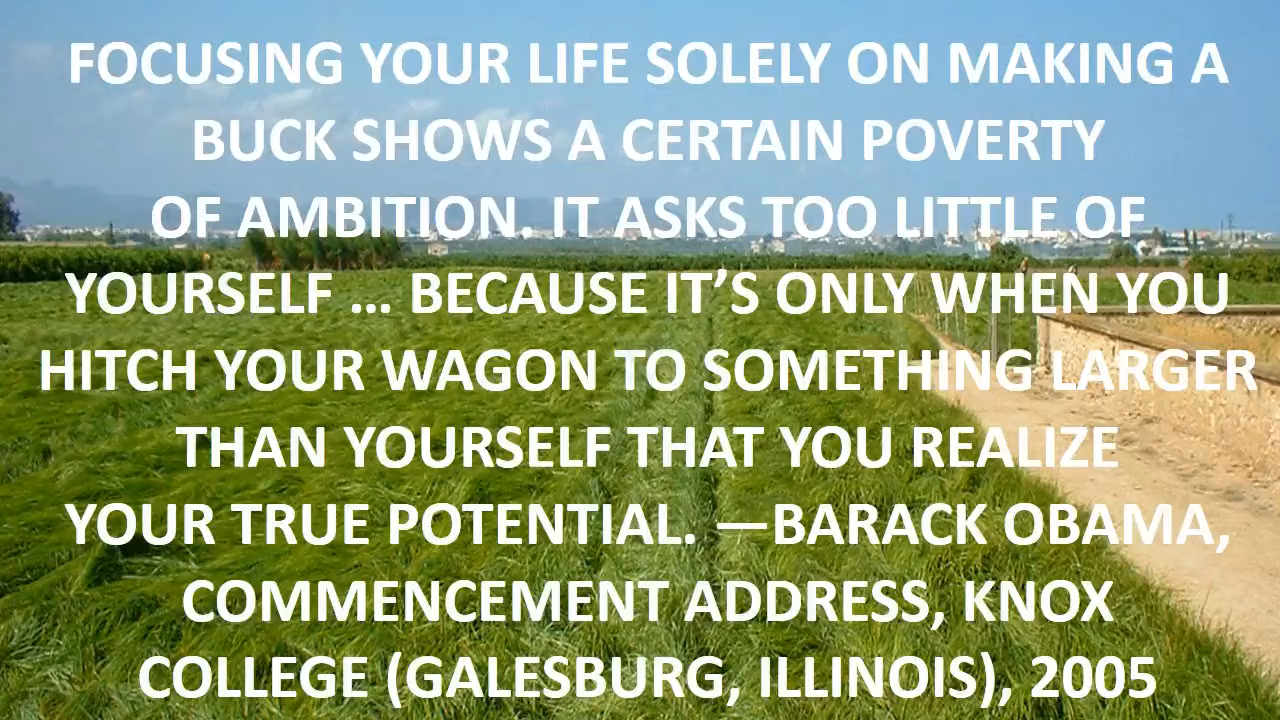 FOCUSING YOUR LIFE SOLELY ON MAKING A
BUCK SHOWS A CERTAIN POVERTY
OF AMBITION. IT ASKS TOO LITTLE OF
YOURSELF … BECAUSE IT’S ONLY WHEN YOU
HITCH YOUR WAGON TO SOMETHING LARGER
THAN YOURSELF THAT YOU REALIZE
YOUR TRUE POTENTIAL. —BARACK OBAMA,
COMMENCEMENT ADDRESS, KNOX
COLLEGE (GALESBURG, ILLINOIS), 2005